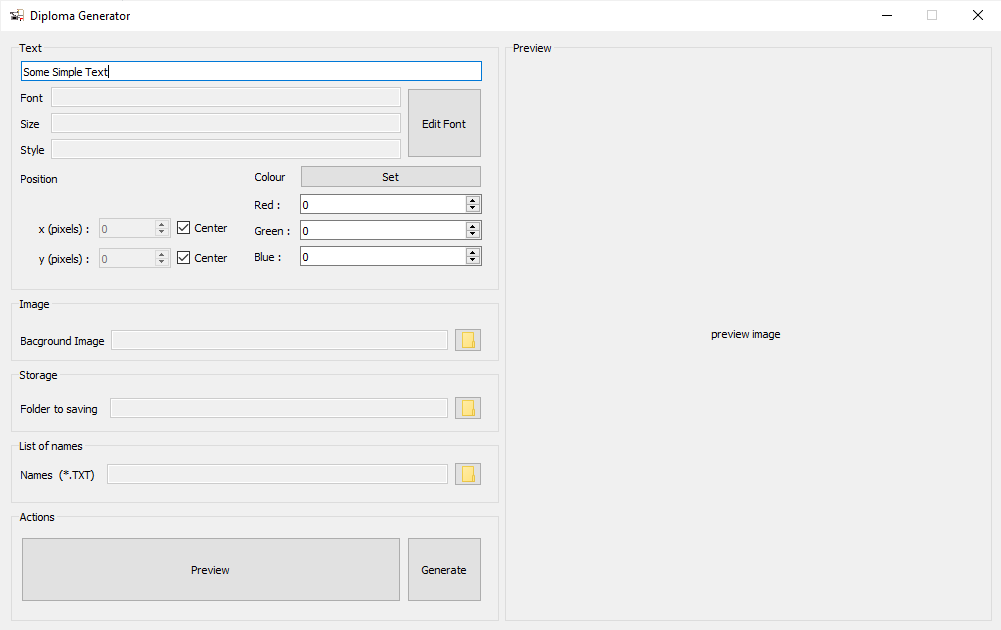 Diploma Generator
Text
Some Simple Text
Font
Size
Edit Font
Style
Position
Colour
Set
Red :
0
x (pixels) :
0
Center
Green :
0
y (pixels) :
0
Center
Blue :
0
Image
Bacground Image
Storage
Folder to saving
List of names
Names (*.TXT)
Actions
Preview
Generate
Preview
preview image